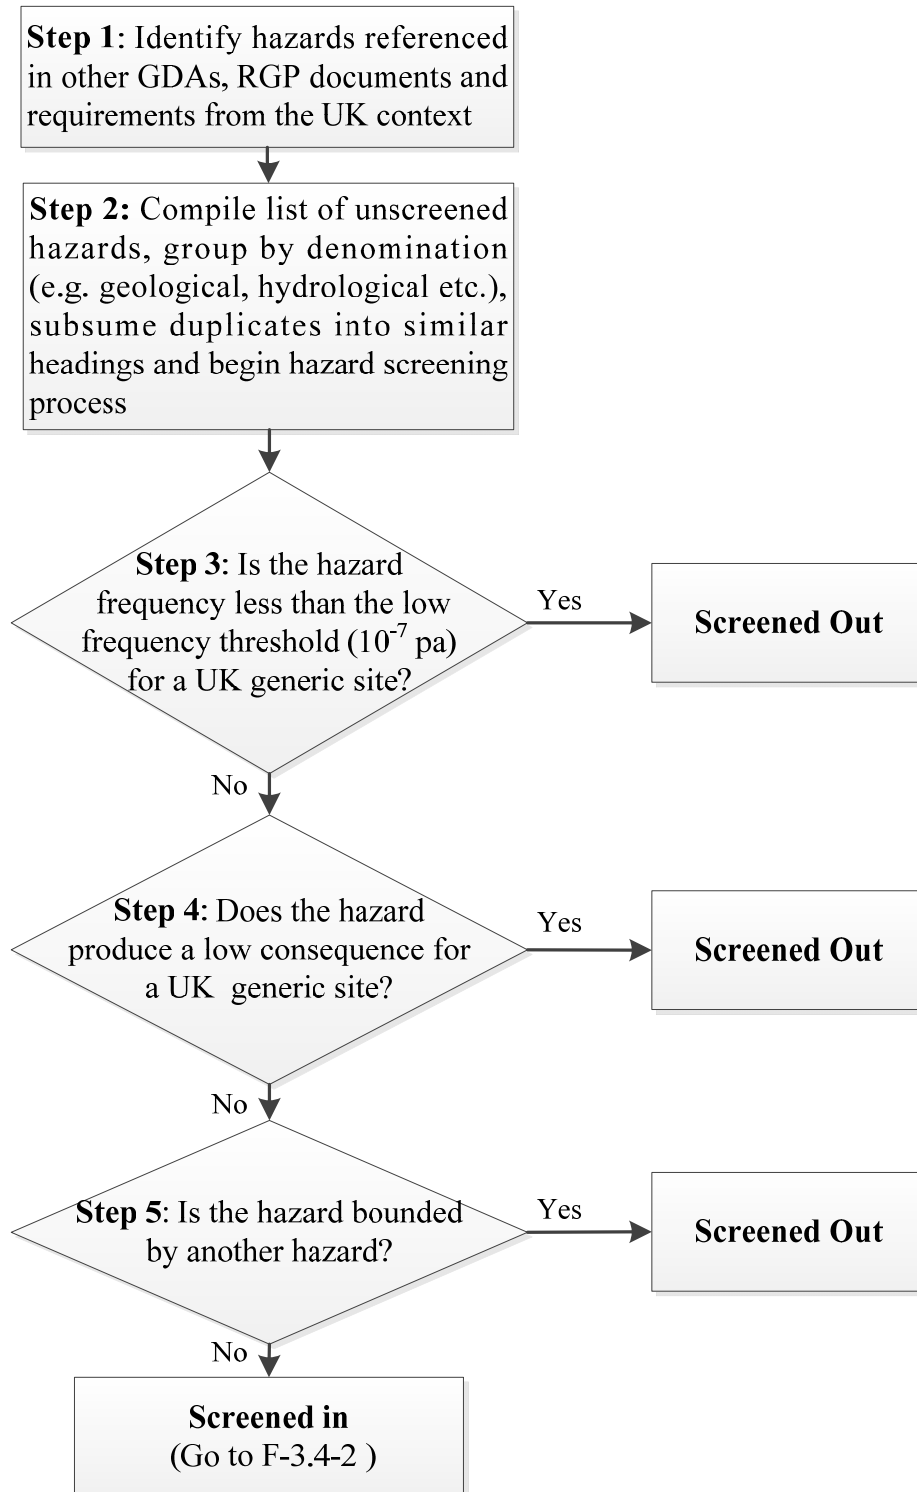 Step 1: Identify hazards referenced
in other GDAs, RGP documents and
requirements from the UK context
Step 2: Compile list of unscreened
hazards, group by denomination
(e.g. geological, hydrological etc.),
subsume duplicates into similar
headings and begin hazard screening
process
Step 3: Is the hazard
frequency less than the low
frequency threshold (10⁻⁷ pa)
for a UK generic site?
Yes
Screened Out
No
Step 4: Does the hazard
produce a low consequence for
a UK generic site?
Yes
Screened Out
No
Step 5: Is the hazard bounded
by another hazard?
Yes
Screened Out
No
Screened in
(Go to F-3.4-2 )